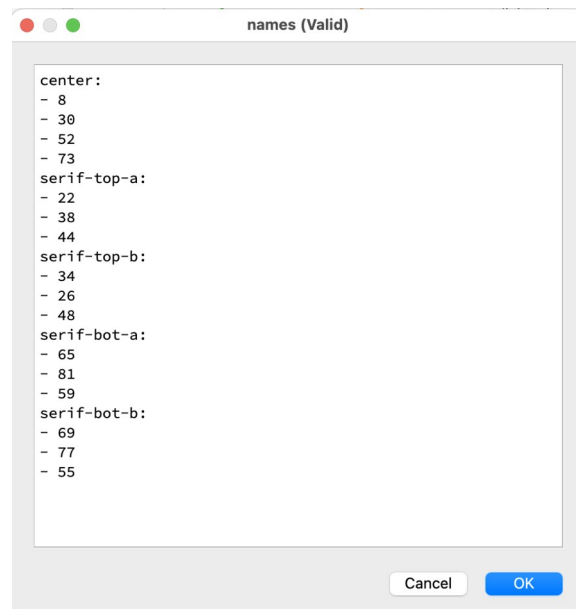 names (Valid)
center:
- 8
- 30
- 52
- 73
serif-top-a:
- 22
- 38
- 44
serif-top-b:
- 34
- 26
- 48
serif-bot-a:
- 65
- 81
- 59
serif-bot-b:
- 69
- 77
- 55
Cancel OK